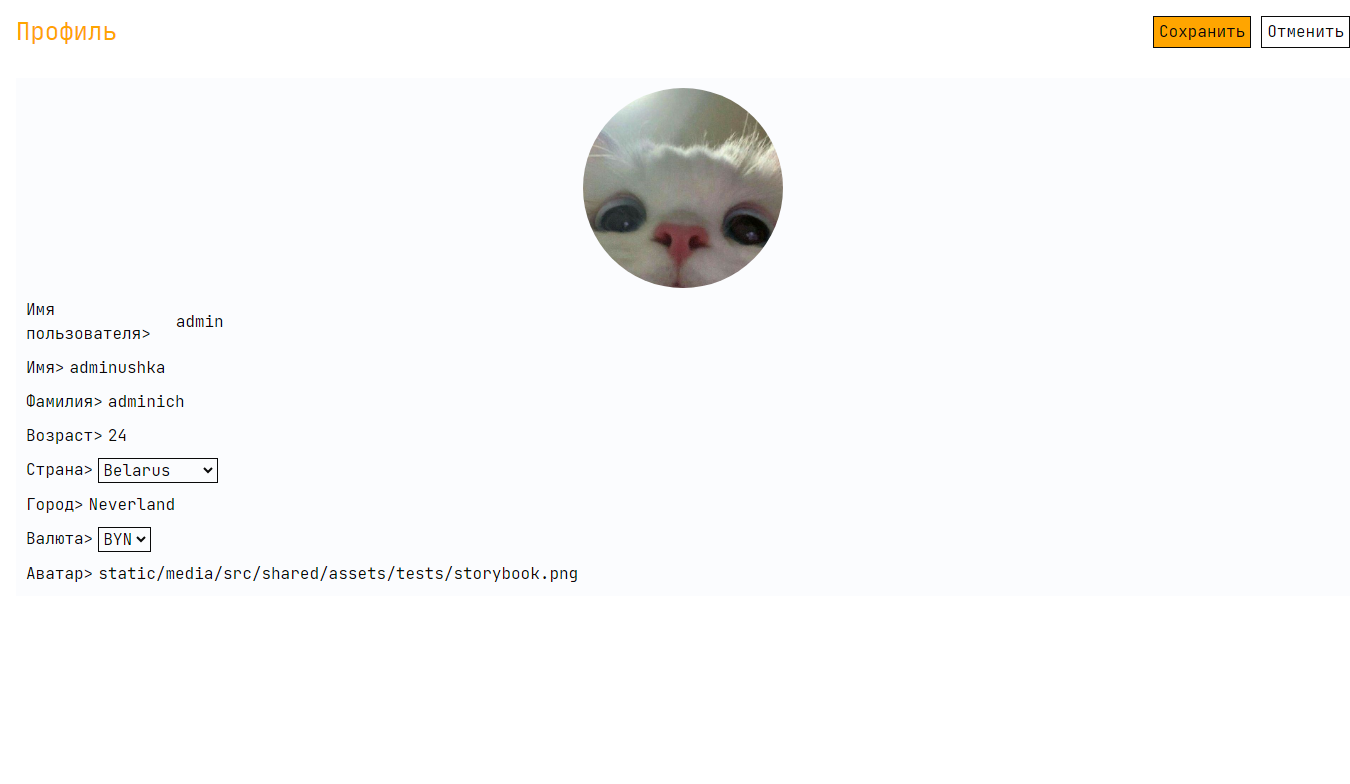 Профиль
Сохранить
Отменить
Имя
пользователя>
admin
Имя> adminushka
Фамилия> adminich
Возраст> 24
Страна> Belarus
Город> Neverland
Валюта> BYN
Аватар> static/media/src/shared/assets/tests/storybook.png